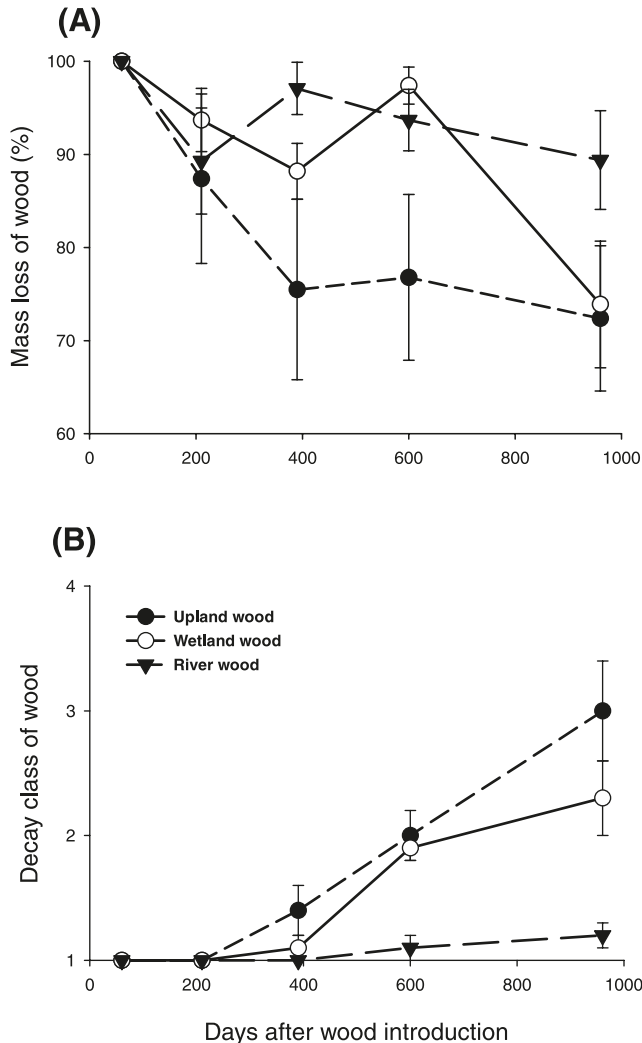 (A)
Mass loss of wood (%)
100
90
80
70
60
0 200 400 600 800 1000
(B)
Decay class of wood
4
3
2
1
Upland wood
Wetland wood
River wood
0 200 400 600 800 1000
Days after wood introduction